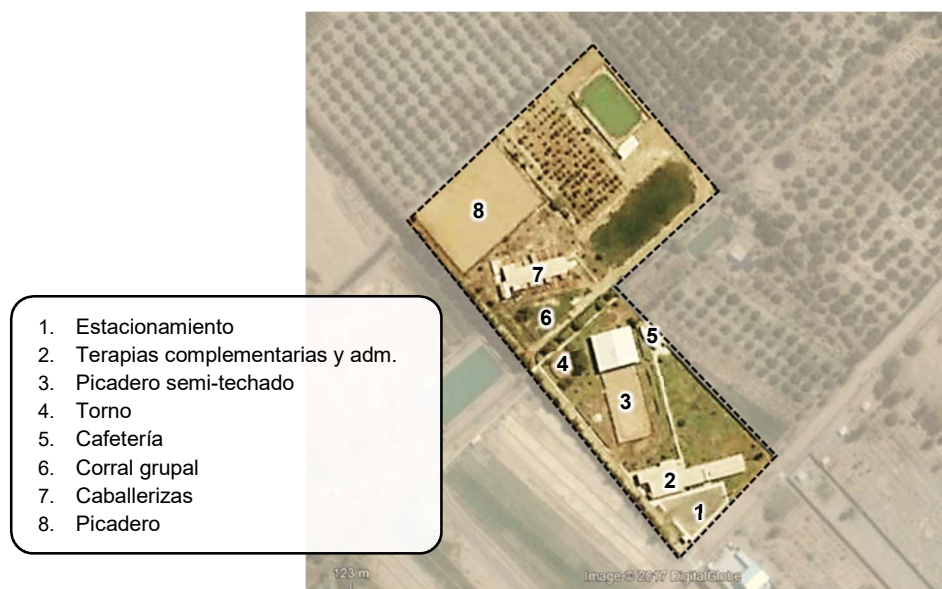 8
7
6
5
4
3
2
1
1. Estacionamiento
2. Terapias complementarias y adm.
3. Picadero semi-techado
4. Torno
5. Cafetería
6. Corral grupal
7. Caballerizas
8. Picadero
123 m
Image © 2017 DigitalGlobe